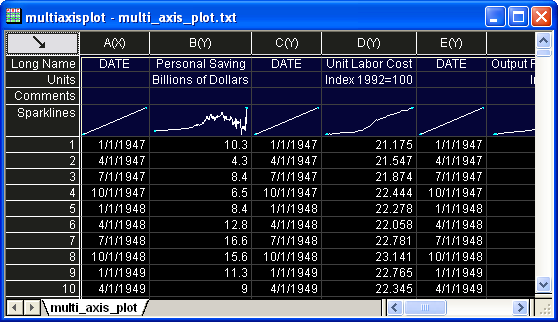 multiaxisplot - multi_axis_plot.txt
A(X) B(Y) C(Y) D(Y) E(Y)
Long Name DATE Personal Saving DATE Unit Labor Cost DATE Output
Units Billions of Dollars Index 1992=100
Comments
Sparklines
1 1/1/1947 10.3 1/1/1947 21.175 1/1/1947
2 4/1/1947 4.3 4/1/1947 21.547 4/1/1947
3 7/1/1947 8.4 7/1/1947 21.874 7/1/1947
4 10/1/1947 6.5 10/1/1947 22.444 10/1/1947
5 1/1/1948 8.4 1/1/1948 22.278 1/1/1948
6 4/1/1948 12.8 4/1/1948 22.058 4/1/1948
7 7/1/1948 16.6 7/1/1948 22.781 7/1/1948
8 10/1/1948 15.6 10/1/1948 23.141 10/1/1948
9 1/1/1949 11.3 1/1/1949 22.765 1/1/1949
10 4/1/1949 9 4/1/1949 22.345 4/1/1949
multi_axis_plot